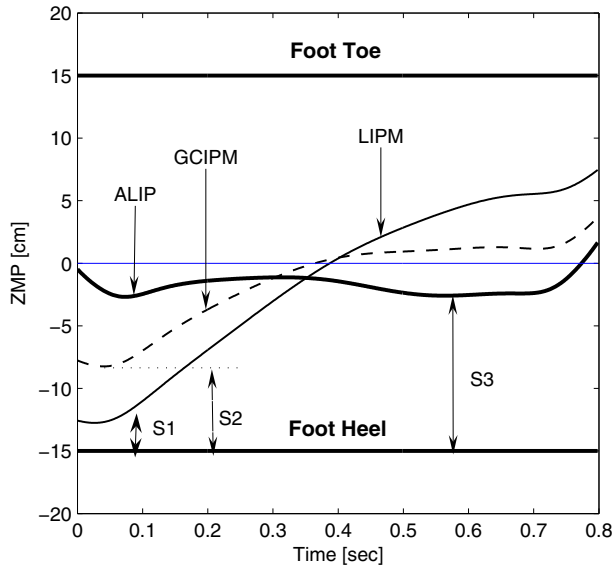 20
Foot Toe
15
LIPM
10
GCIPM
ALIP
5
ZMP [cm]
0
−5
S3
−10
S1
S2
Foot Heel
−15
−20
0 0.1 0.2 0.3 0.4 0.5 0.6 0.7 0.8
Time [sec]